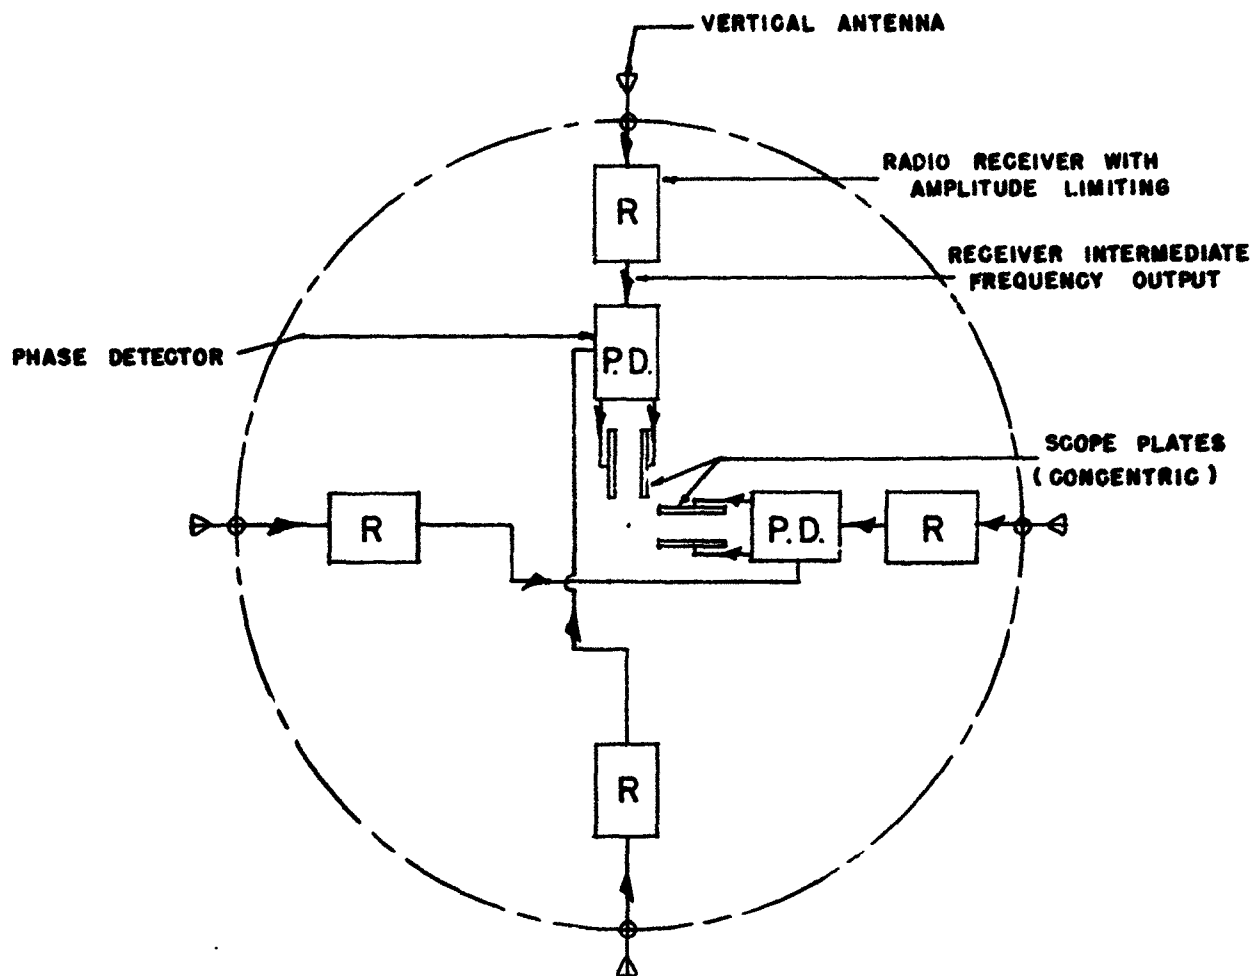 VERTICAL ANTENNA
RADIO RECEIVER WITH
AMPLITUDE LIMITING
R
RECEIVER INTERMEDIATE
FREQUENCY OUTPUT
PHASE DETECTOR
P.D.
SCOPE PLATES
(CONCENTRIC)
R
P.D.
R
R